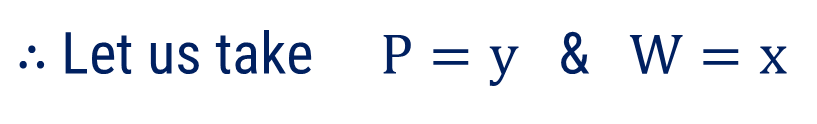 ∴ Let us take P = y & W = x